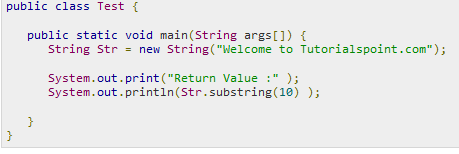 public class Test {
public static void main(String args[]) {
String Str = new String("Welcome to Tutorialspoint.com");
System.out.print("Return Value :" );
System.out.println(Str.substring(10) );
}
}